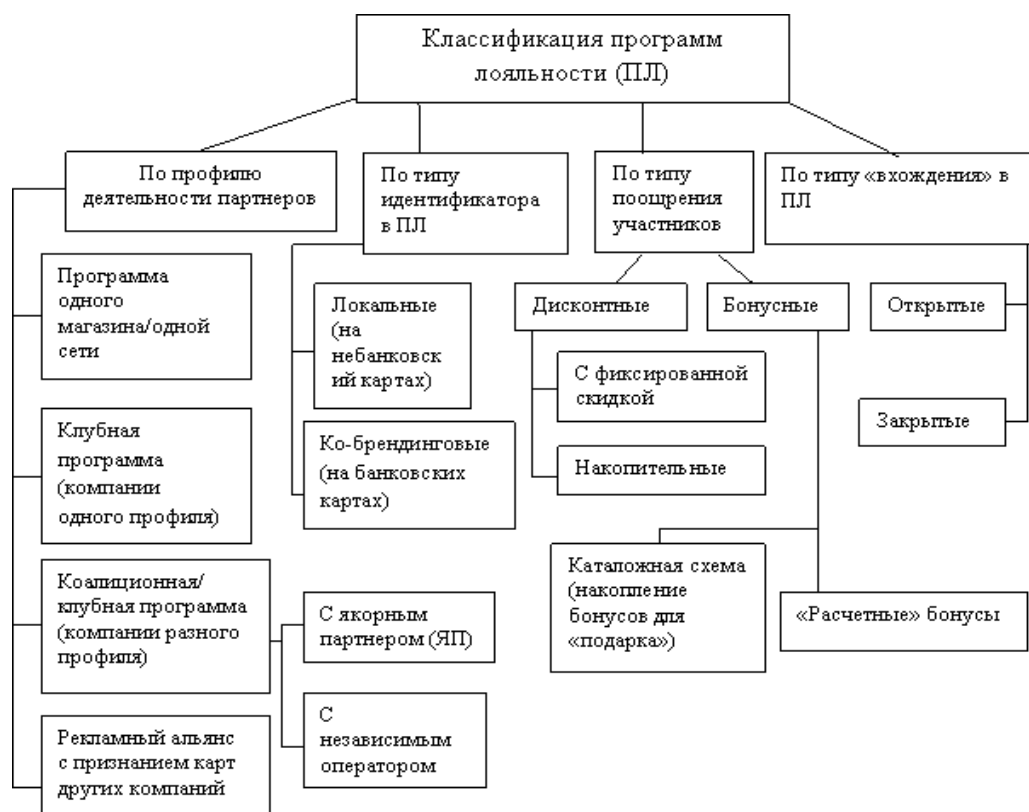 Классификация программ
лояльности (ПЛ)
По профилю
деятельности партнеров
По типу
идентификатора
в ПЛ
По типу
поощрения
участников
По типу «вхождения» в
ПЛ
Программа
одного
магазина/одной
сети
Клубная
программа
(компании
одного профиля)
Коалиционная/
клубная программа
(компании разного
профиля)
С якорным
партнером (ЯП)
С
независимым
оператором
Рекламный альянс
с признанием карт
других компаний
Локальные
(на
небанковск
ий картах)
Ко-брендинговые
(на банковских
картах)
Дисконтные
Бонусные
С фиксированной
скидкой
Накопительные
Каталожная схема
(накопление
бонусов для
«подарка»)
«Расчетные» бонусы
Открытые
Закрытые